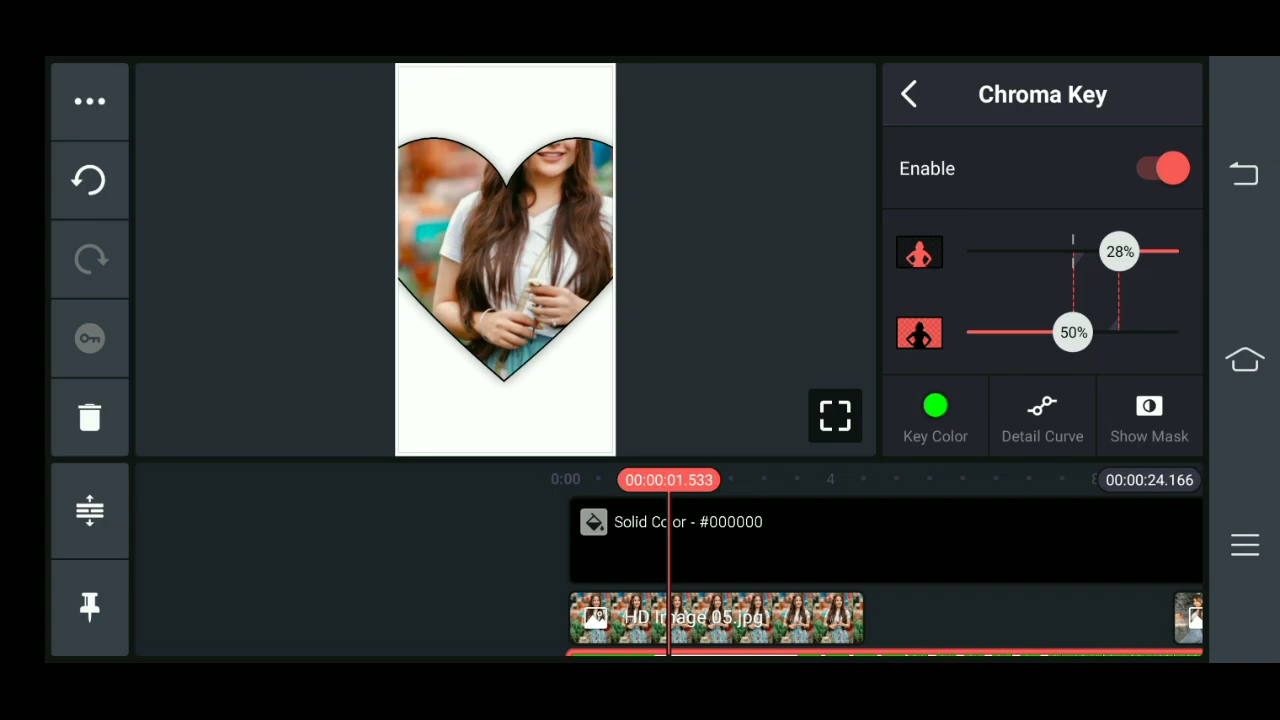 Chroma Key
Enable
28%
50%
Key Color
Detail Curve
Show Mask
0:00
00:00:01.533
4
00:00:24.166
Solid Color - #000000
HD Image 05.jpg